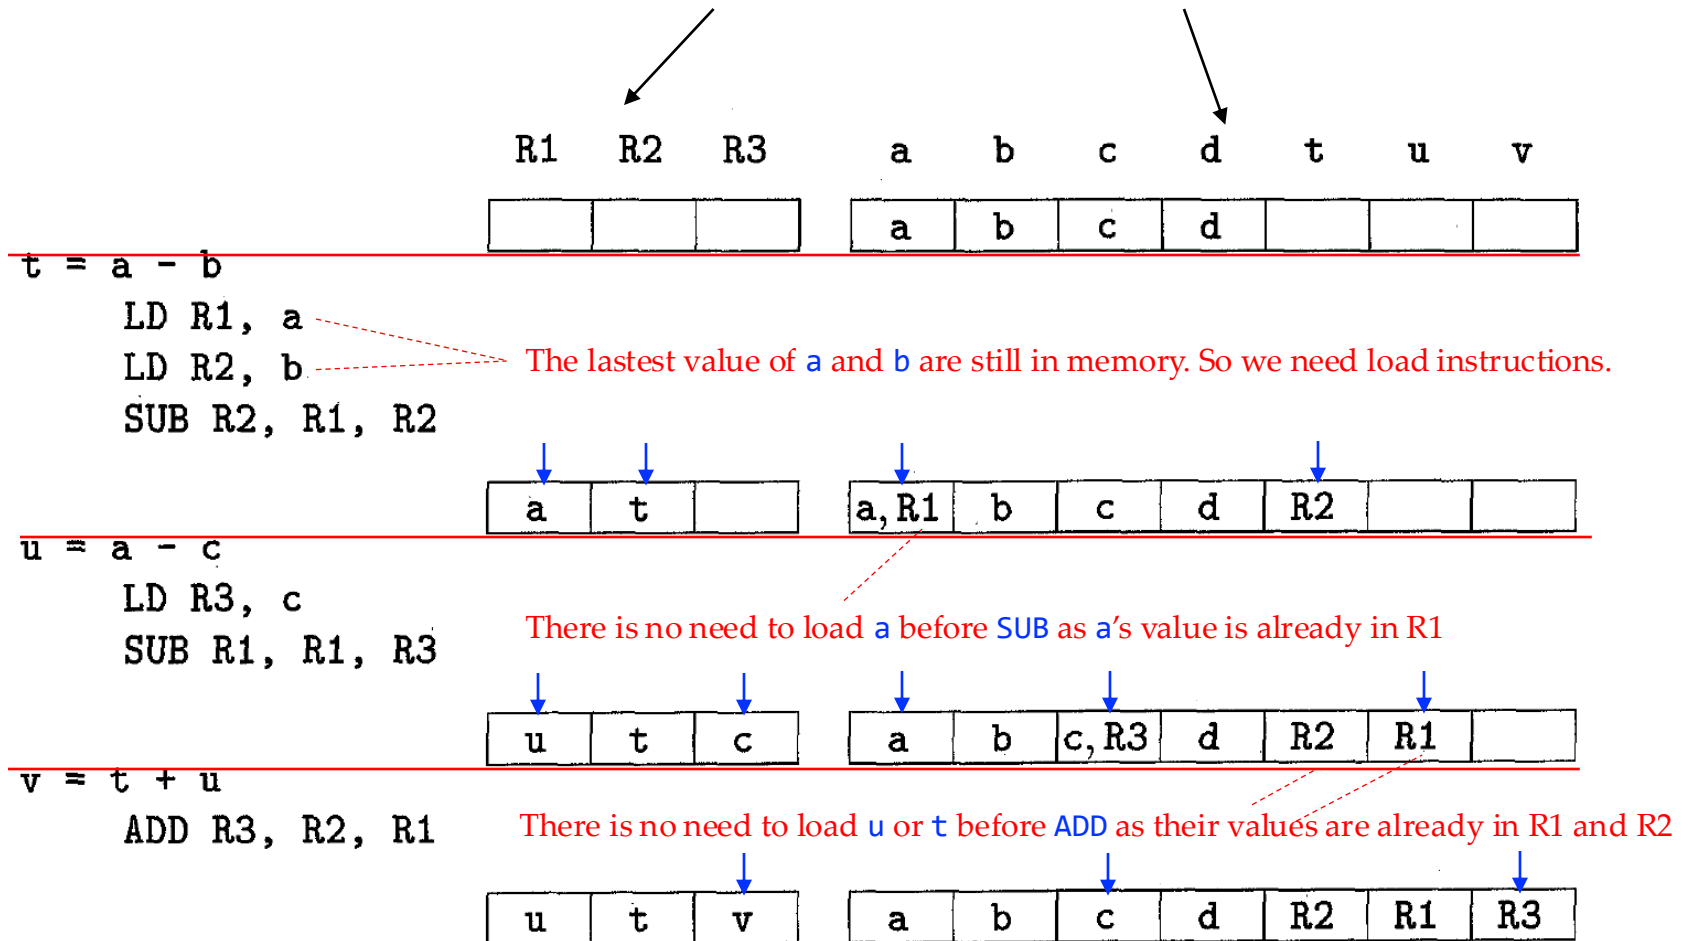 R1 R2 R3 a b c d t u v
a b c d
t = a - b
LD R1, a
LD R2, b
The lastest value of a and b are still in memory. So we need load instructions.
SUB R2, R1, R2
a t a,R1 b c d R2
u = a - c
LD R3, c
There is no need to load a before SUB as a's value is already in R1
SUB R1, R1, R3
u t c a b c,R3 d R2 R1
v = t + u
ADD R3, R2, R1
There is no need to load u or t before ADD as their values are already in R1 and R2
u t v a b c d R2 R1 R3